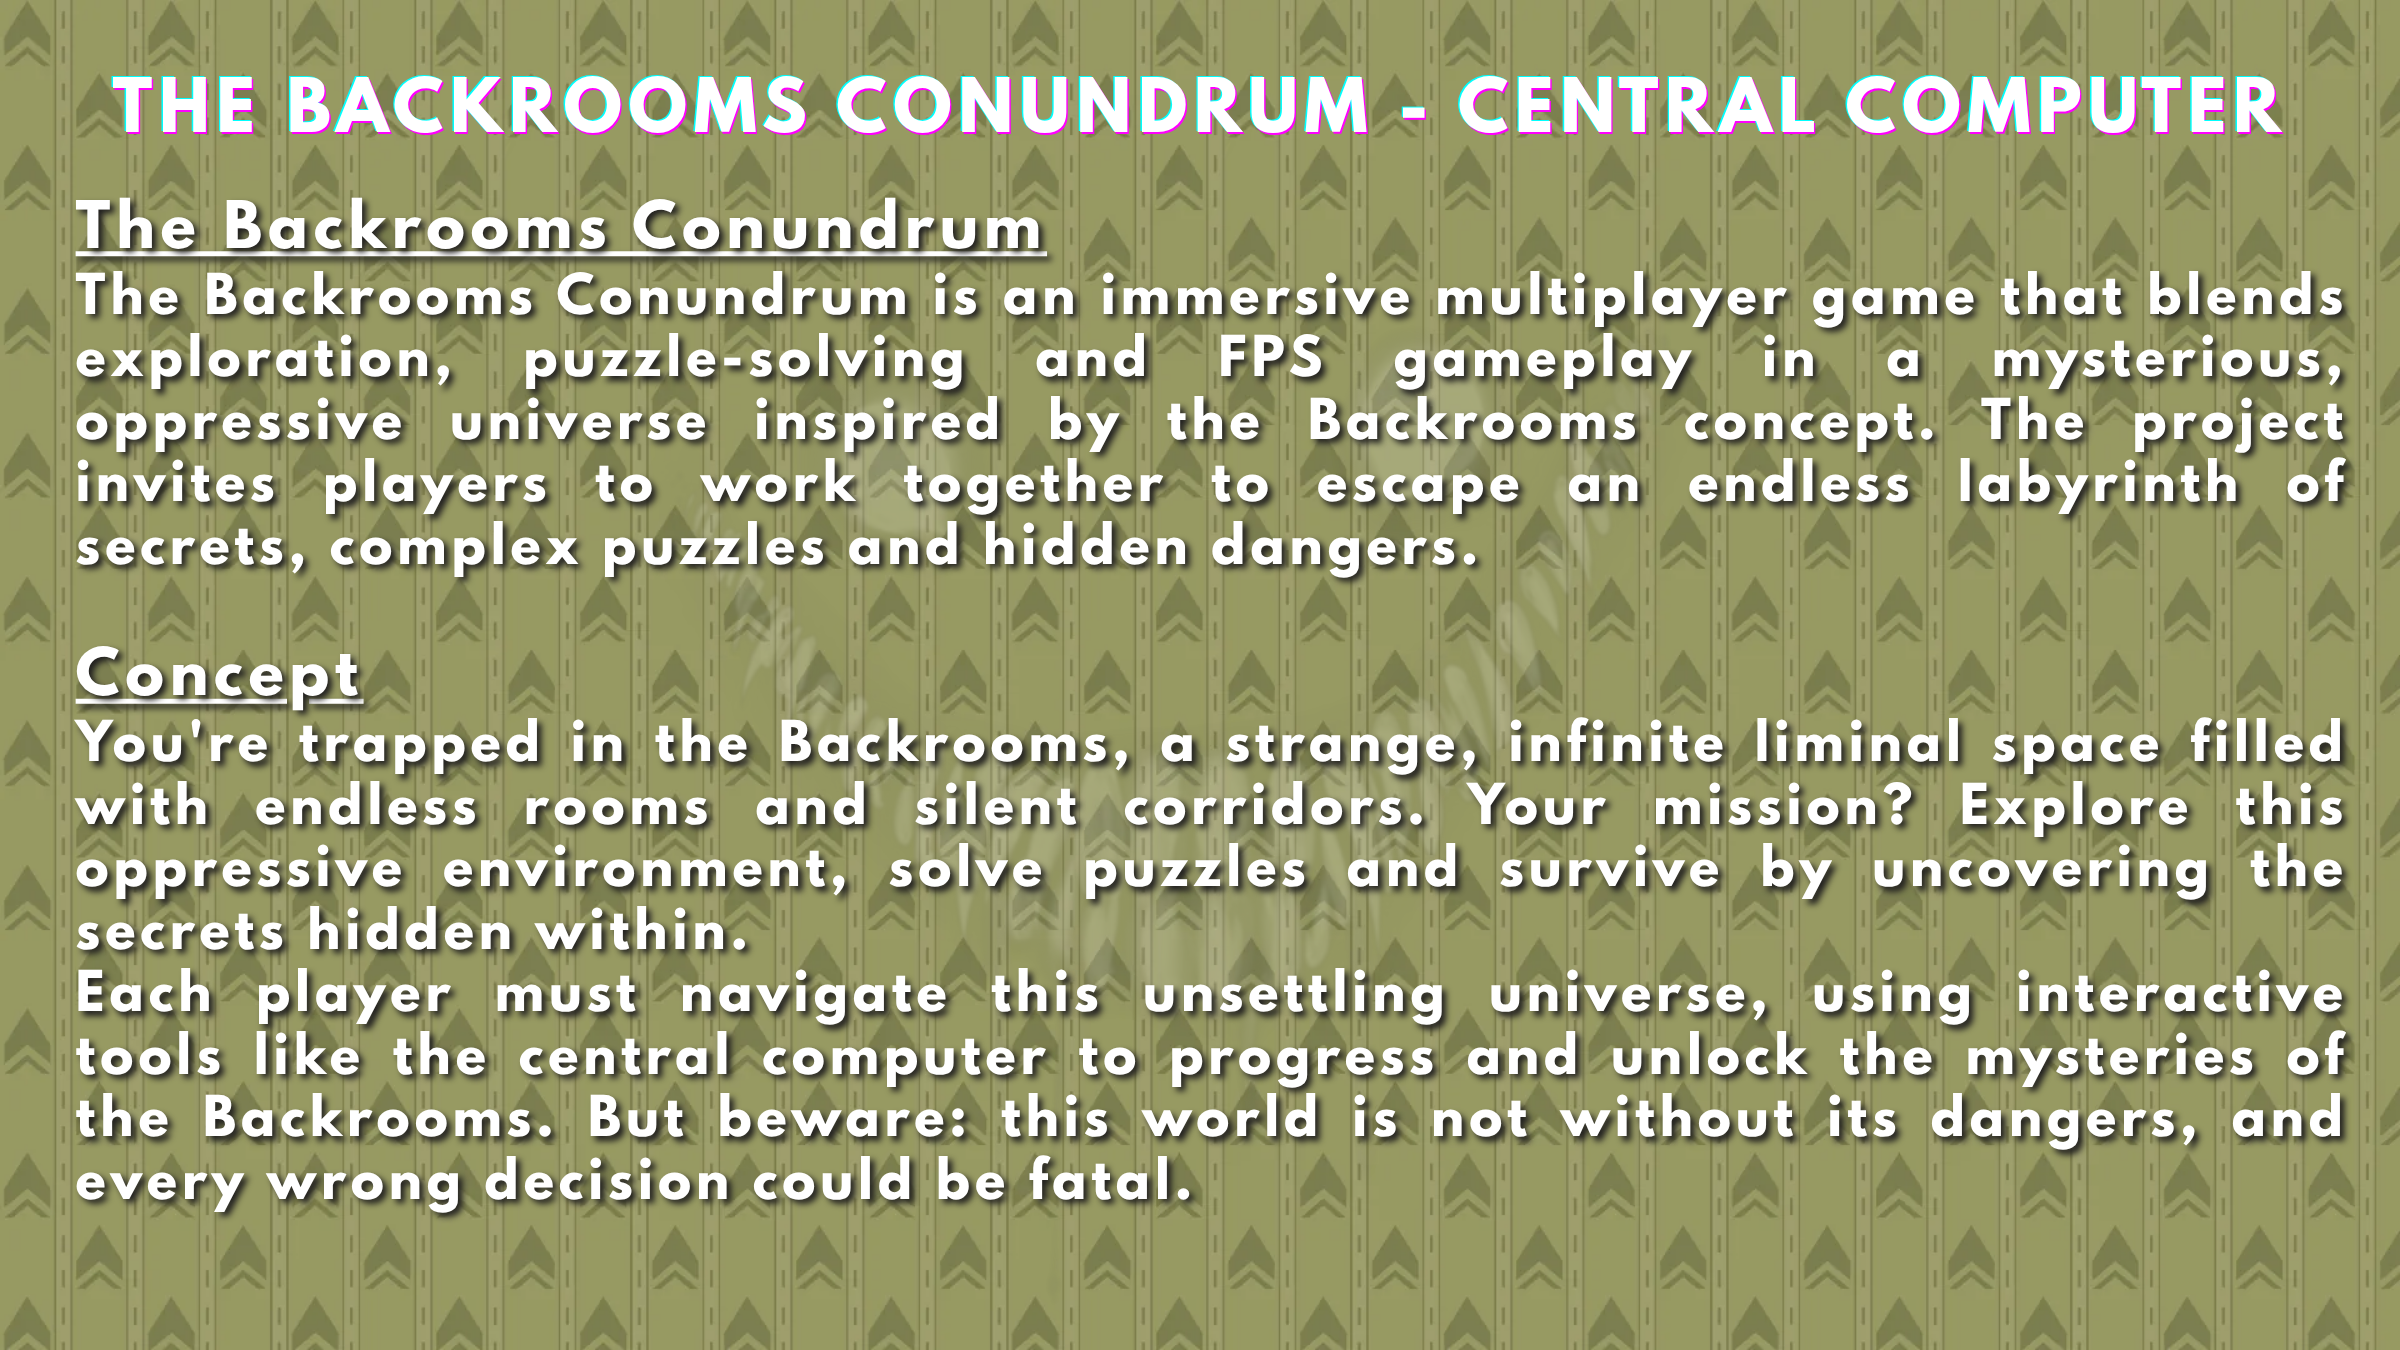 THE BACKROOMS CONUNDRUM - CENTRAL COMPUTER
The Backrooms Conundrum
The Backrooms Conundrum is an immersive multiplayer game that blends
exploration, puzzle-solving and FPS gameplay in a mysterious,
oppressive universe inspired by the Backrooms concept. The project
invites players to work together to escape an endless labyrinth of
secrets, complex puzzles and hidden dangers.
Concept
You're trapped in the Backrooms, a strange, infinite liminal space filled
with endless rooms and silent corridors. Your mission? Explore this
oppressive environment, solve puzzles and survive by uncovering the
secrets hidden within.
Each player must navigate this unsettling universe, using interactive
tools like the central computer to progress and unlock the mysteries of
the Backrooms. But beware: this world is not without its dangers, and
every wrong decision could be fatal.